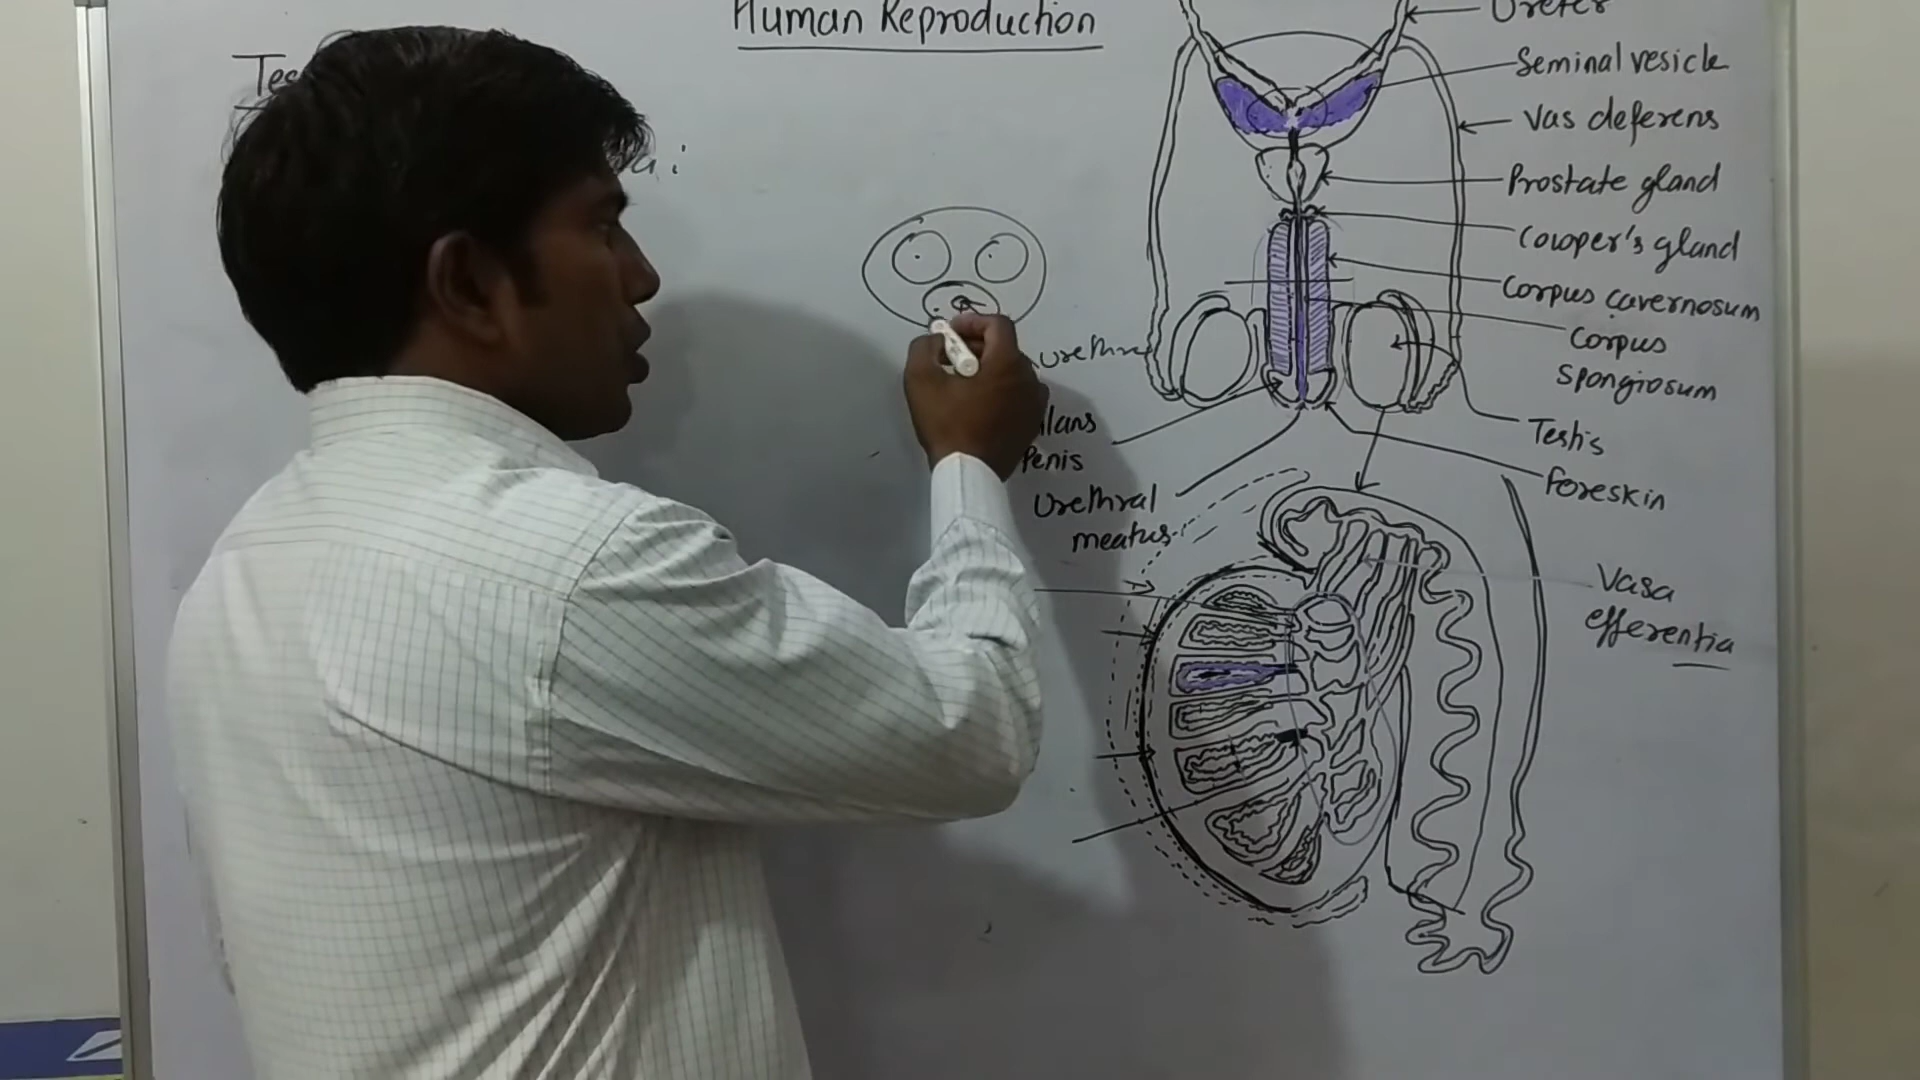 Human Reproduction
Ureter
Seminal vesicle
Vas deferens
Prostate gland
Cowper's gland
Corpus cavernosum
Corpus
Spongiosum
Testis
Foreskin
Penis
Urethral
meatus
Vasa
efferentia